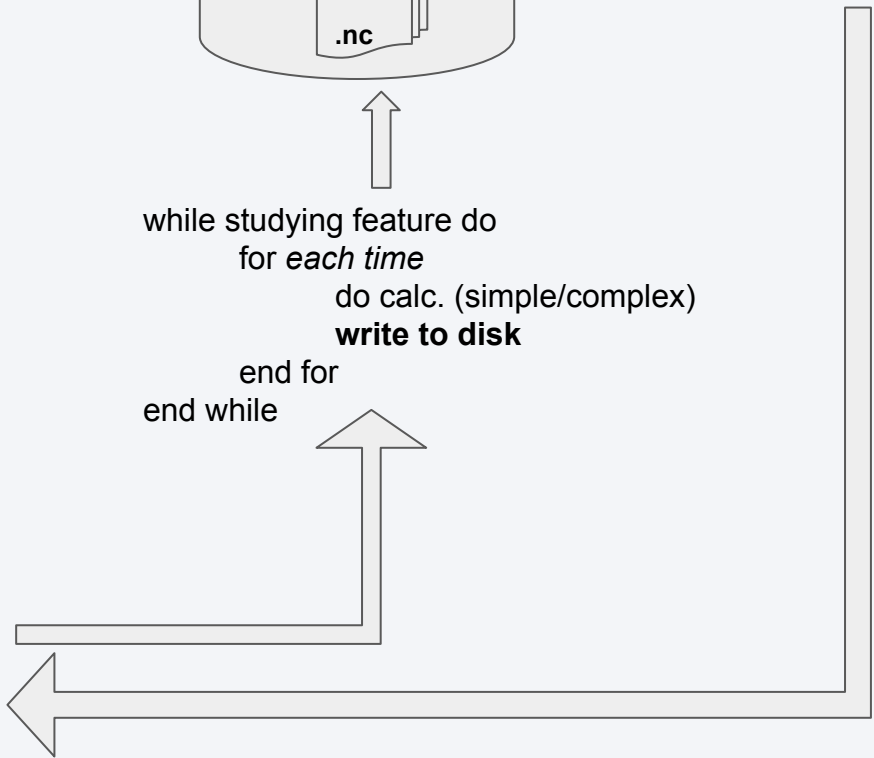 .nc
while studying feature do
for each time
do calc. (simple/complex)
write to disk
end for
end while